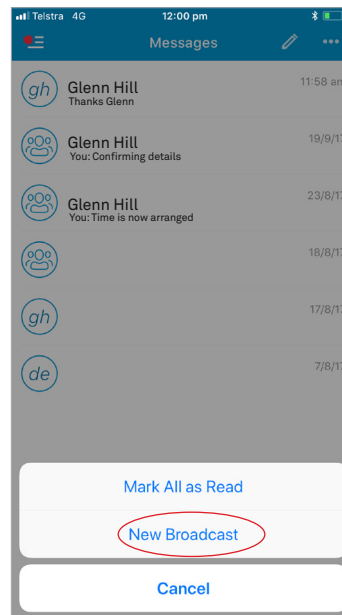 Telstra 4G 12:00 pm
Messages
gh Glenn Hill 11:58 am
Thanks Glenn
Glenn Hill 19/9/17
You: Confirming details
Glenn Hill 23/8/17
You: Time is now arranged
18/8/17
gh 17/8/17
de 7/8/17
Mark All as Read
New Broadcast
Cancel